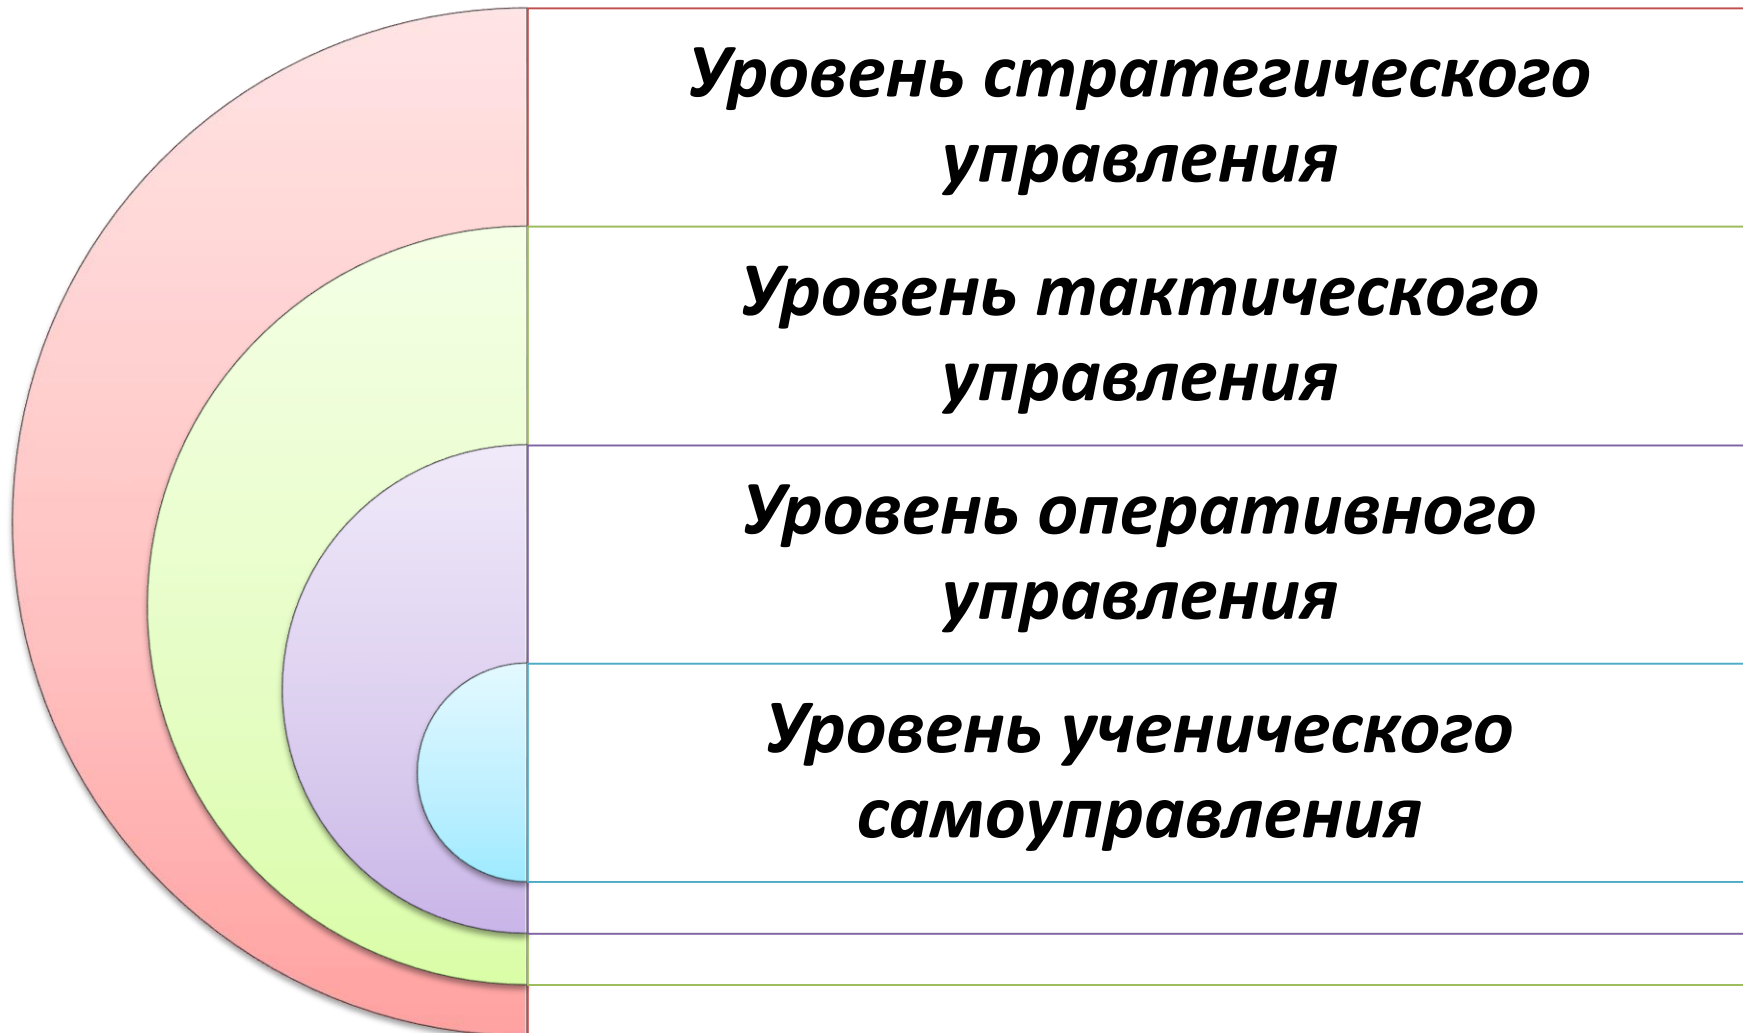 Уровень стратегического
управления
Уровень тактического
управления
Уровень оперативного
управления
Уровень ученического
самоуправления